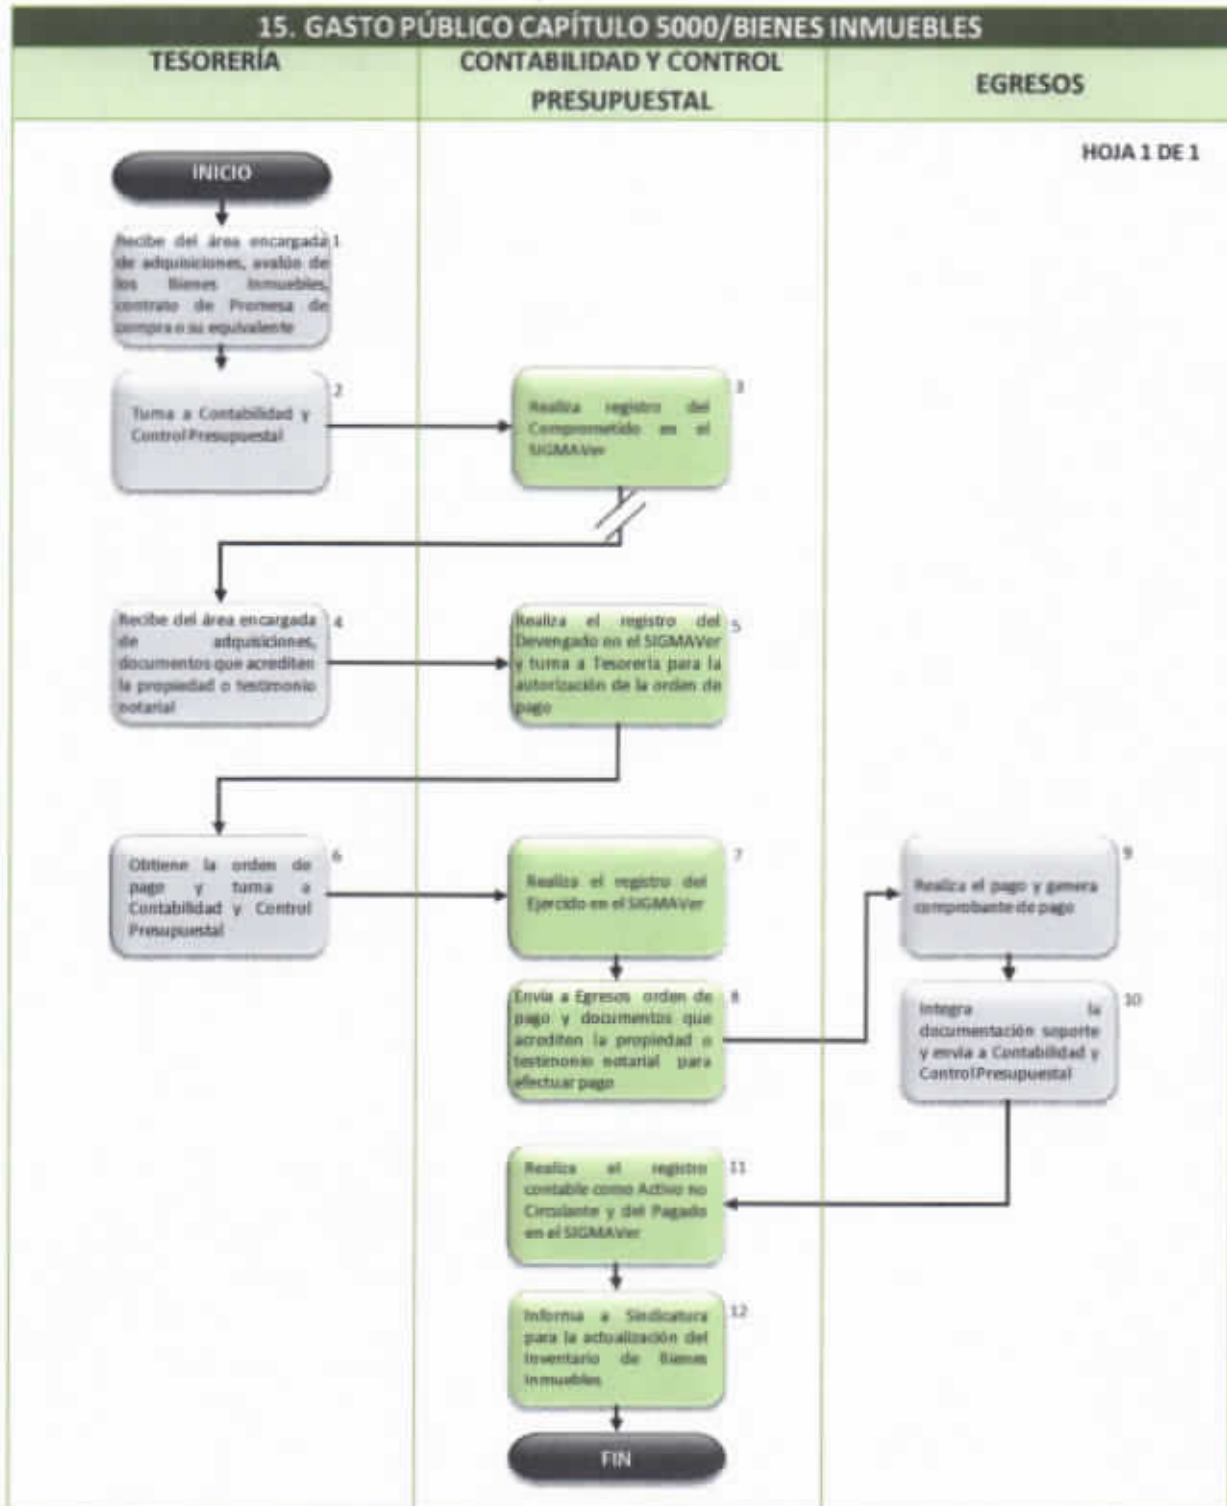 15. GASTO PÚBLICO CAPÍTULO 5000/BIENES INMUEBLES
TESORERÍA
CONTABILIDAD Y CONTROL
PRESUPUESTAL
EGRESOS
HOJA 1 DE 1
INICIO
Recibe del área encargada 1
de adquisiciones, avalúo de
los Bienes Inmuebles,
contrato de Promesa de
compra o su equivalente
2
Turna a Contabilidad y
Control Presupuestal
3
Realiza registro del
Comprometido en el
SIGMAVer
Recibe del área encargada 4
de adquisiciones,
documentos que acrediten
la propiedad o testimonio
notarial
Realiza el registro del 5
Devengado en el SIGMAVer
y turna a Tesorería para la
autorización de la orden de
pago
6
Obtiene la orden de
pago y turna a
Contabilidad y Control
Presupuestal
7
Realiza el registro del
Ejercido en el SIGMAVer
Envía a Egresos orden de 8
pago y documentos que
acrediten la propiedad o
testimonio notarial para
efectuar pago
9
Realiza el pago y genera
comprobante de pago
10
Integra la
documentación soporte
y envía a Contabilidad y
Control Presupuestal
Realiza el registro 11
contable como Activo no
Circulante y del Pagado
en el SIGMAVer
Informa a Sindicatura 12
para la actualización del
Inventario de Bienes
Inmuebles
FIN